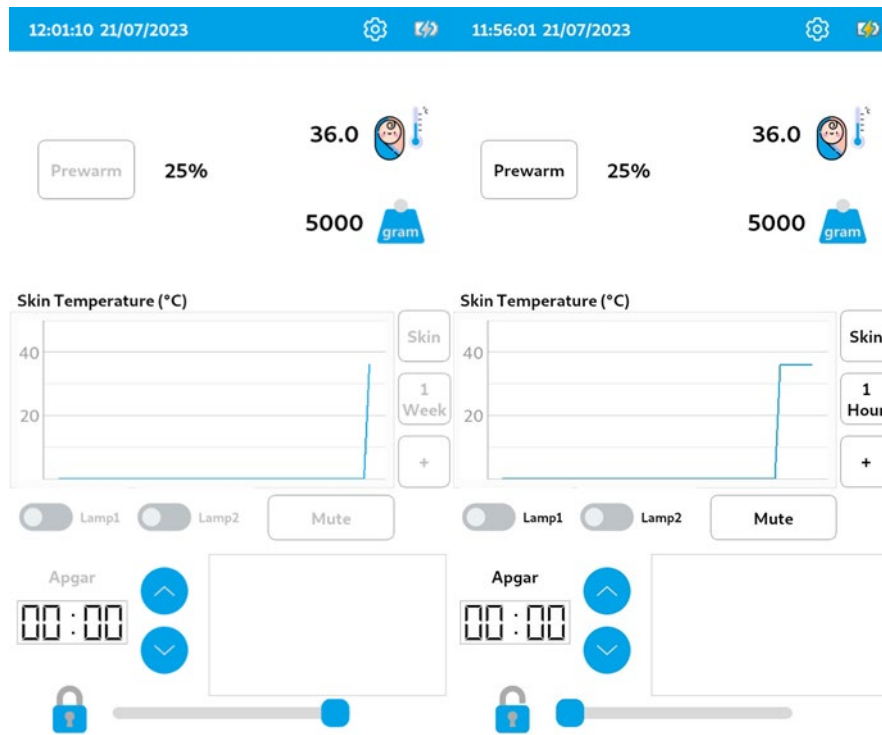 12:01:10 21/07/2023
36.0
°C
Prewarm 25%
5000
gram
Skin Temperature (°C)
Skin
40
1
Week
20
+
Lamp1 Lamp2 Mute
Apgar
00:00
11:56:01 21/07/2023
36.0
°C
Prewarm 25%
5000
gram
Skin Temperature (°C)
Skin
40
1
Hour
20
+
Lamp1 Lamp2 Mute
Apgar
00:00